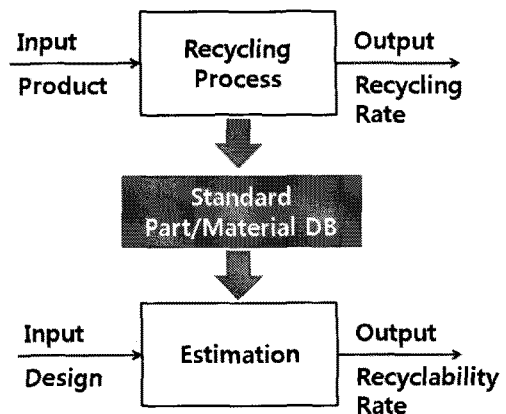 Input
Product
Recycling
Process
Output
Recycling
Rate
Standard
Part/Material DB
Input
Design
Estimation
Output
Recyclability
Rate